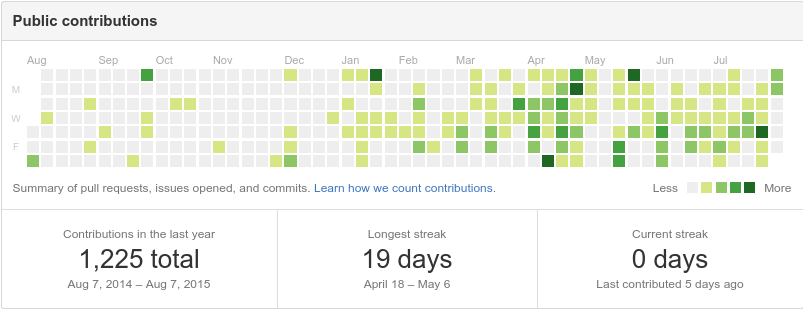 Public contributions
Aug Sep Oct Nov Dec Jan Feb Mar Apr May Jun Jul
M
W
F
Summary of pull requests, issues opened, and commits. Learn how we count contributions. Less More
Contributions in the last year Longest streak Current streak
1,225 total 19 days 0 days
Aug 7, 2014 – Aug 7, 2015 April 18 – May 6 Last contributed 5 days ago